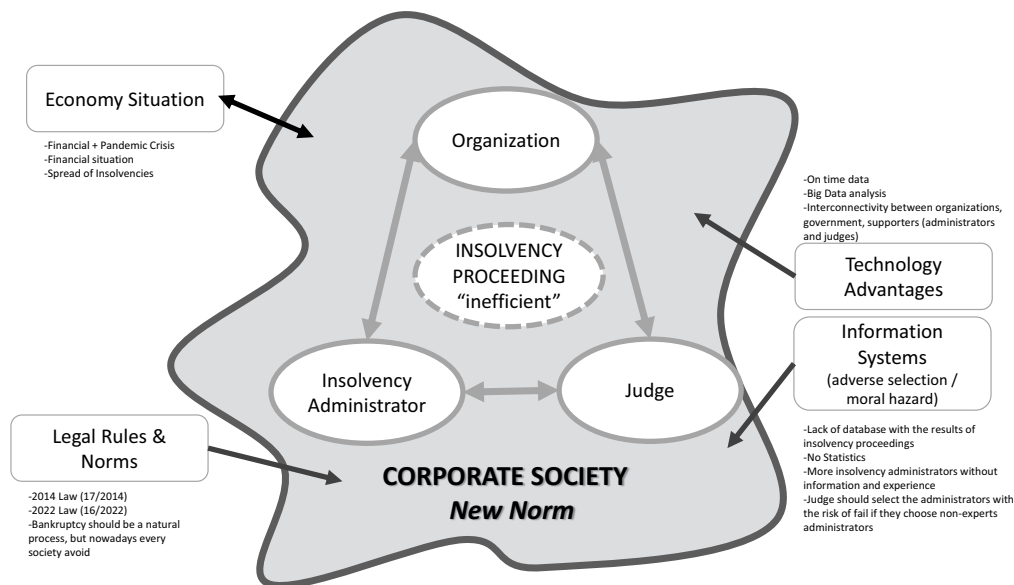 Economy Situation
-Financial + Pandemic Crisis
-Financial situation
-Spread of Insolvencies
Organization
INSOLVENCY
PROCEEDING
“inefficient”
Insolvency
Administrator
Judge
-On time data
-Big Data analysis
-Interconnectivity between organizations,
government, supporters (administrators
and judges)
Technology
Advantages
Information
Systems
(adverse selection /
moral hazard)
-Lack of database with the results of
insolvency proceedings
-No Statistics
-More insolvency administrators without
information and experience
-Judge should select the administrators with
the risk of fail if they choose non-experts
administrators
Legal Rules &
Norms
-2014 Law (17/2014)
-2022 Law (16/2022)
-Bankruptcy should be a natural
process, but nowadays every
society avoid
CORPORATE SOCIETY
New Norm